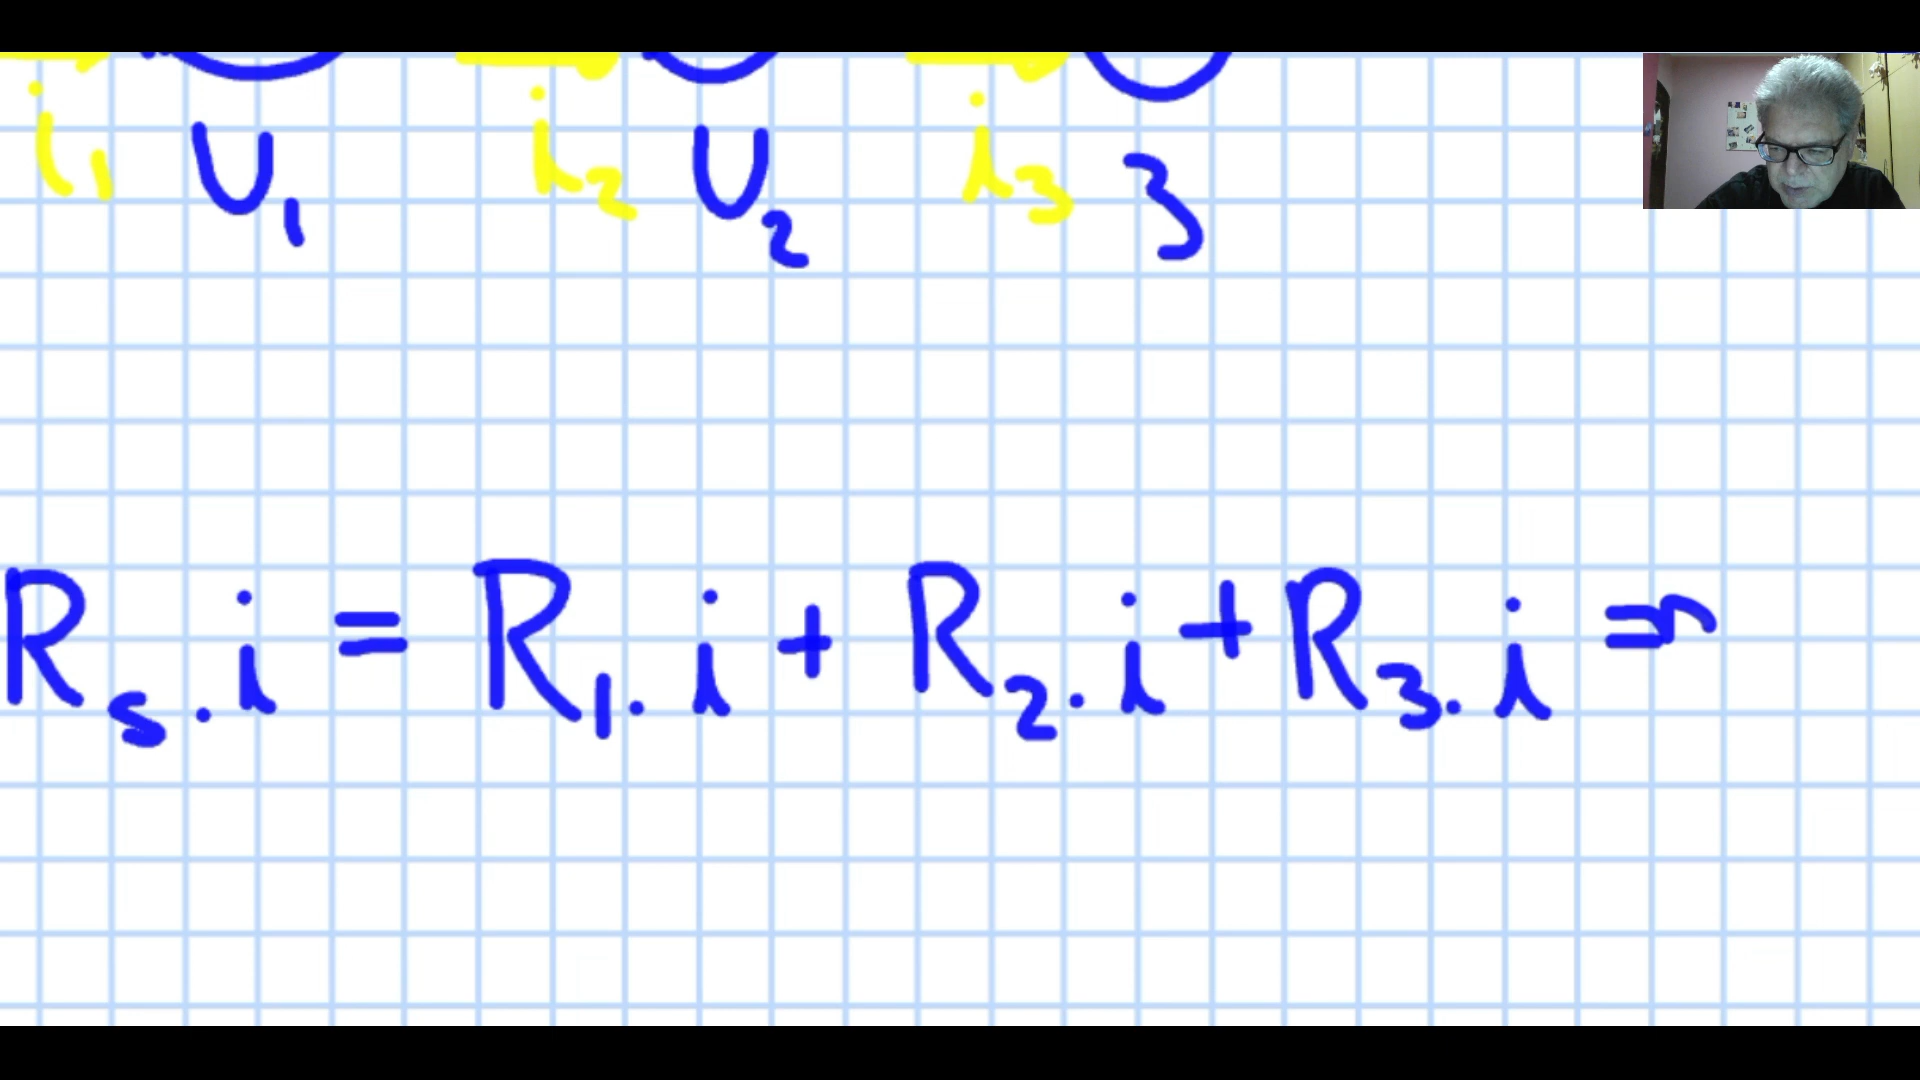 i₁ U₁ i₂ U₂ i₃ 3
Rₛ . i = R₁ . i + R₂ . i + R₃ . i =